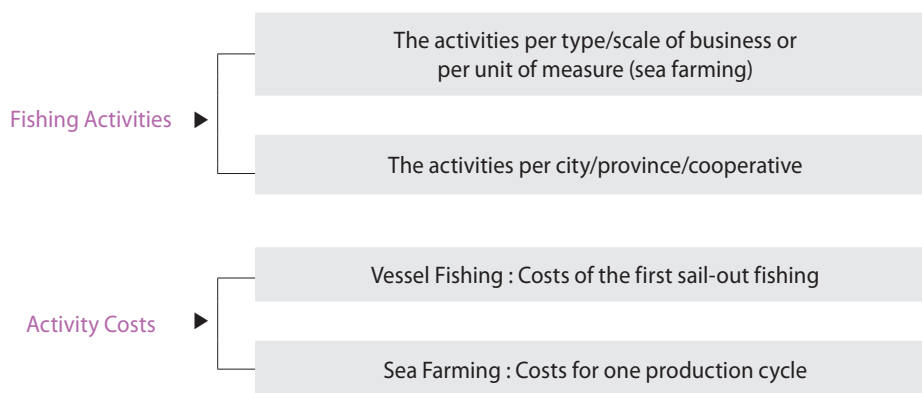 The activities per type/scale of business or
per unit of measure (sea farming)
Fishing Activities
The activities per city/province/cooperative
Vessel Fishing : Costs of the first sail-out fishing
Activity Costs
Sea Farming : Costs for one production cycle